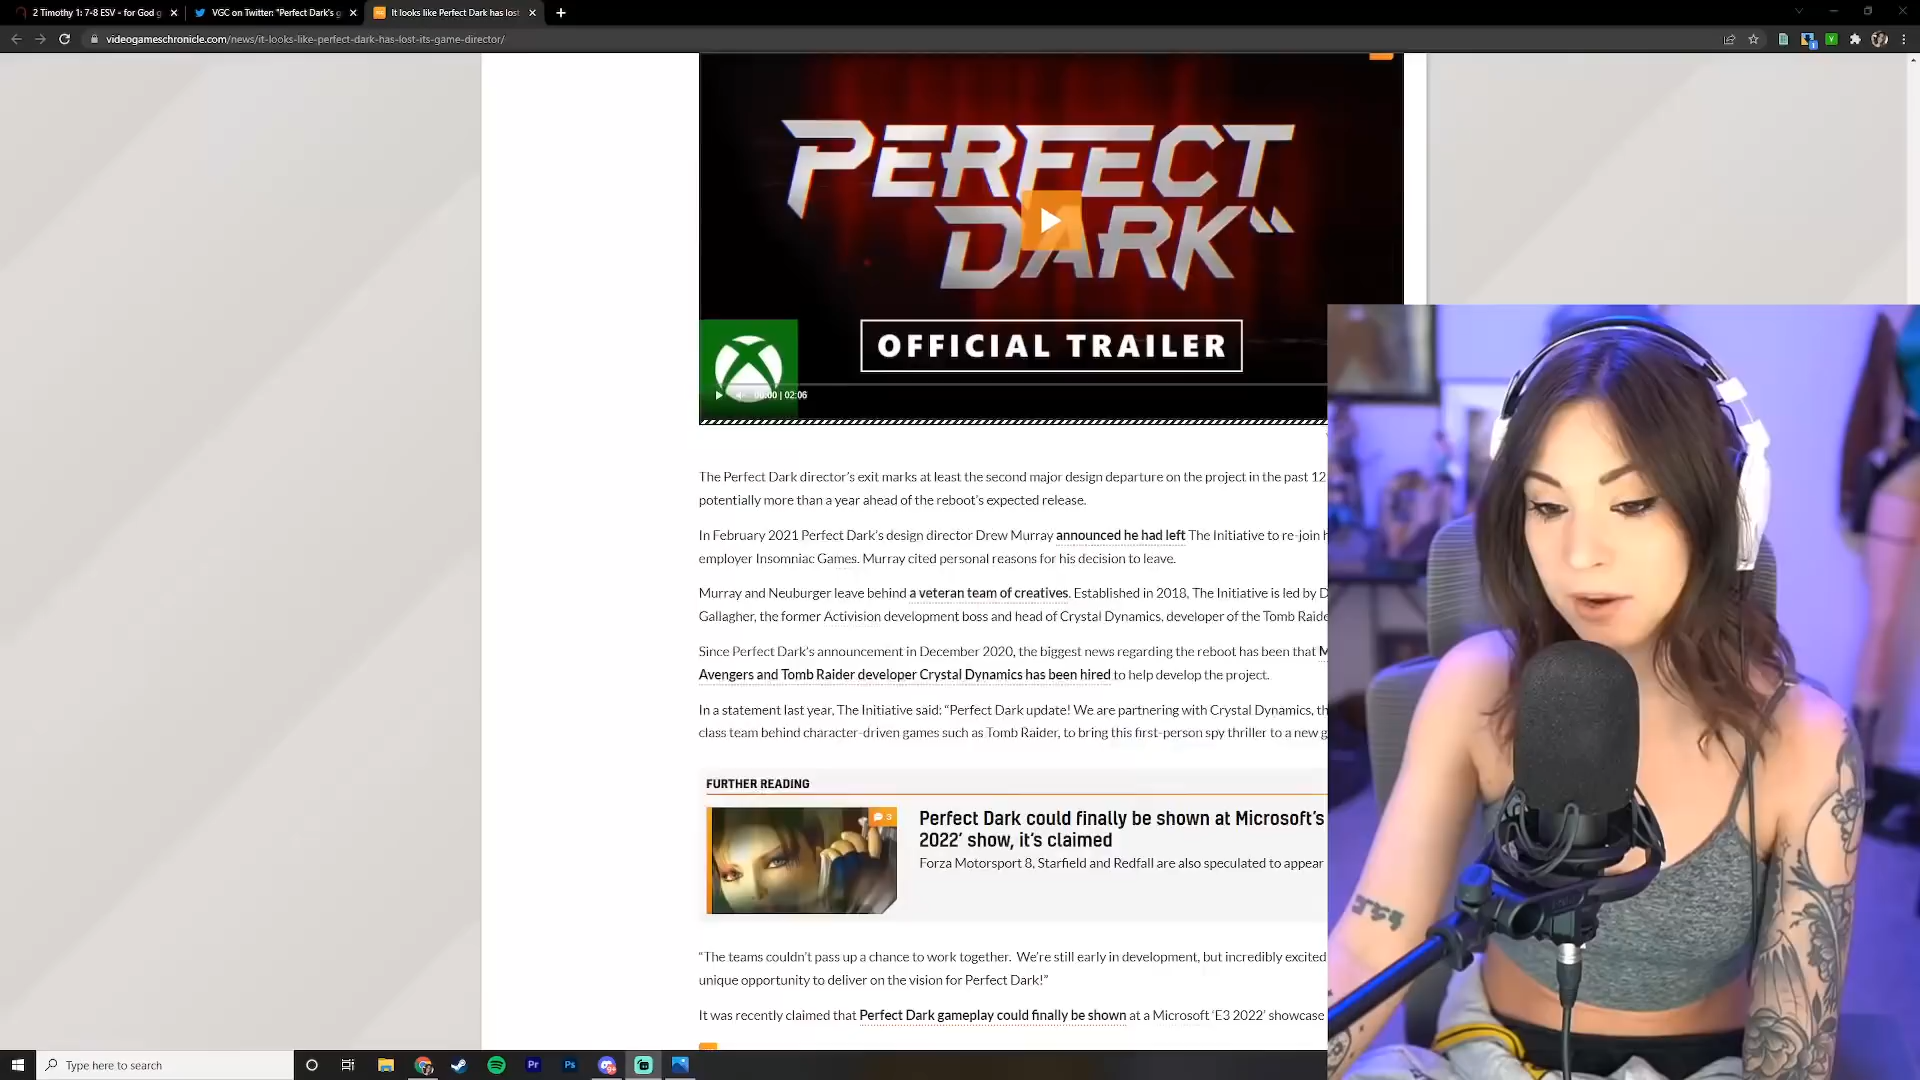 2 Timothy 1: 7-8 ESV - for God g
VGC on Twitter: "Perfect Dark's g
It looks like Perfect Dark has lost
videogameschronicle.com/news/it-looks-like-perfect-dark-has-lost-its-game-director/
PERFECT
DARK
OFFICIAL TRAILER
00:00 | 02:06
The Perfect Dark director's exit marks at least the second major design departure on the project in the past 12
potentially more than a year ahead of the reboot's expected release.
In February 2021 Perfect Dark's design director Drew Murray announced he had left The Initiative to re-join h
employer Insomniac Games. Murray cited personal reasons for his decision to leave.
Murray and Neuburger leave behind a veteran team of creatives. Established in 2018, The Initiative is led by D
Gallagher, the former Activision development boss and head of Crystal Dynamics, developer of the Tomb Raide
Since Perfect Dark's announcement in December 2020, the biggest news regarding the reboot has been that M
Avengers and Tomb Raider developer Crystal Dynamics has been hired to help develop the project.
In a statement last year, The Initiative said: “Perfect Dark update! We are partnering with Crystal Dynamics, th
class team behind character-driven games such as Tomb Raider, to bring this first-person spy thriller to a new g
FURTHER READING
3
Perfect Dark could finally be shown at Microsoft's
2022’ show, it's claimed
Forza Motorsport 8, Starfield and Redfall are also speculated to appear
“The teams couldn't pass up a chance to work together. We're still early in development, but incredibly excited
unique opportunity to deliver on the vision for Perfect Dark!”
It was recently claimed that Perfect Dark gameplay could finally be shown at a Microsoft ‘E3 2022’ showcase
Type here to search
Pr
Ps